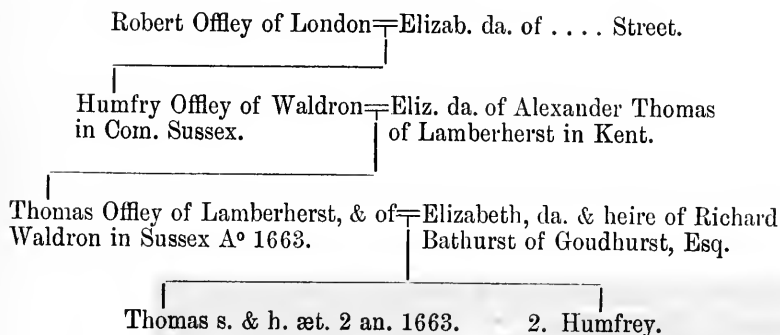 Robert Offley of London=Elizab. da. of . . . . Street.
Humfry Offley of Waldron=Eliz. da. of Alexander Thomas
in Com. Sussex. of Lamberherst in Kent.
Thomas Offley of Lamberherst, & of=Elizabeth, da. & heire of Richard
Waldron in Sussex Aº 1663. Bathurst of Goudhurst, Esq.
Thomas s. & h. æt. 2 an. 1663. 2. Humfrey.